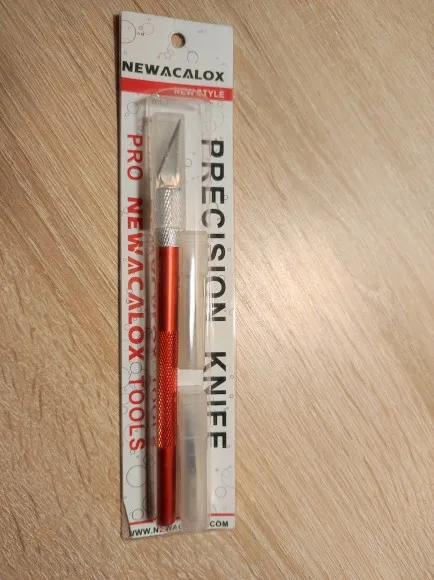 NEWACALOX
NEW STYLE
PRECISION KNIFE
PRO NEWACALOX TOOLS